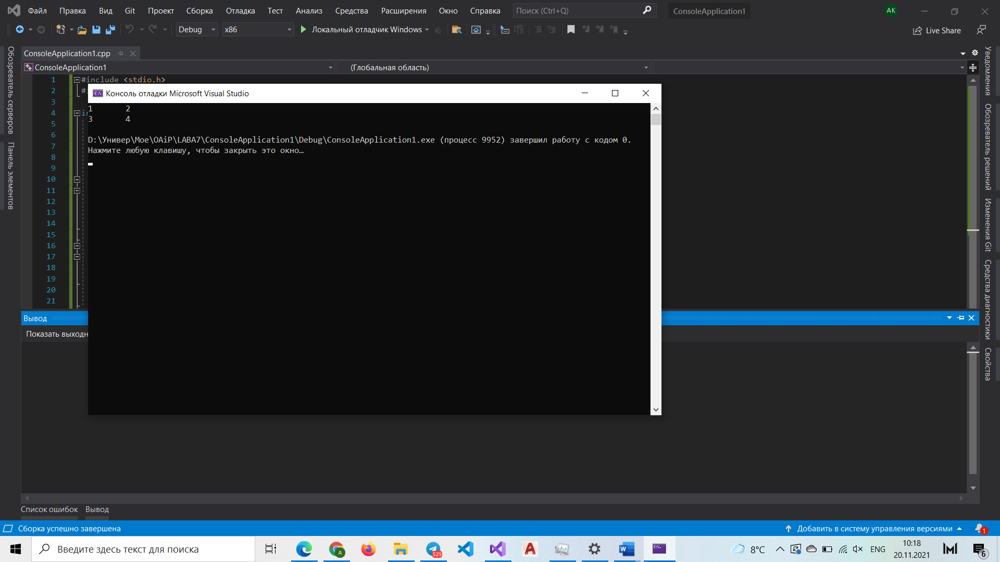 Файл Правка Вид Git Проект Сборка Отладка Тест Анализ Средства Расширения Окно Справка Поиск (Ctrl+Q) ConsoleApplication1 AK
Debug x86 Локальный отладчик Windows Live Share
ConsoleApplication1.cpp
ConsoleApplication1 (Глобальная область)
Обозреватель серверов
Панель элементов
1 #include <stdio.h>
2 #i
3
4 in
5
6
7
8
9
10
11
12
13
14
15
16
17
18
19
20
21
Консоль отладки Microsoft Visual Studio
1 2
3 4
D:\Универ\Мое\OAiP\LABA7\ConsoleApplication1\Debug\ConsoleApplication1.exe (процесс 9952) завершил работу с кодом 0.
Нажмите любую клавишу, чтобы закрыть это окно…
Уведомления
Обозреватель решений
Изменения Git
Средства диагностики
Свойства
Вывод
Показать выходн
Список ошибок Вывод
Сборка успешно завершена Добавить в систему управления версиями 1
Введите здесь текст для поиска 529 8°C ENG 10:18
20.11.2021 6